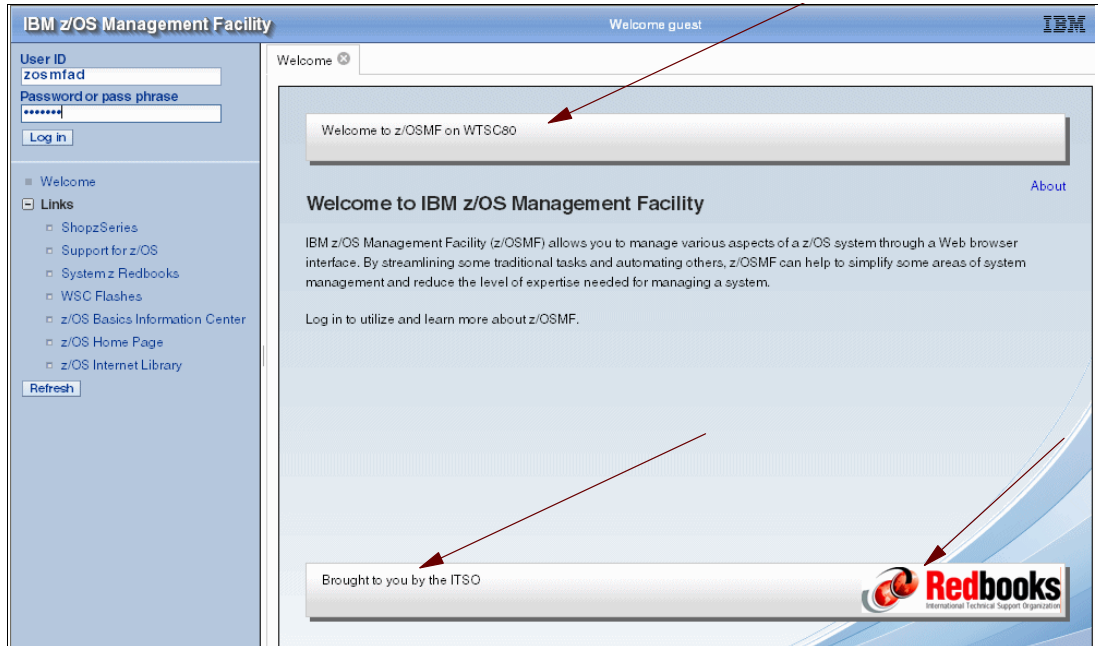 IBM z/OS Management Facility
Welcome guest
IBM
User ID
zosmfad
Password or pass phrase
•••••••
Log in
Welcome
Links
ShopzSeries
Support for z/OS
System z Redbooks
WSC Flashes
z/OS Basics Information Center
z/OS Home Page
z/OS Internet Library
Refresh
Welcome
Welcome to z/OSMF on WTSC80
About
Welcome to IBM z/OS Management Facility
IBM z/OS Management Facility (z/OSMF) allows you to manage various aspects of a z/OS system through a Web browser
interface. By streamlining some traditional tasks and automating others, z/OSMF can help to simplify some areas of system
management and reduce the level of expertise needed for managing a system.
Log in to utilize and learn more about z/OSMF.
Brought to you by the ITSO
Redbooks
International Technical Support Organization